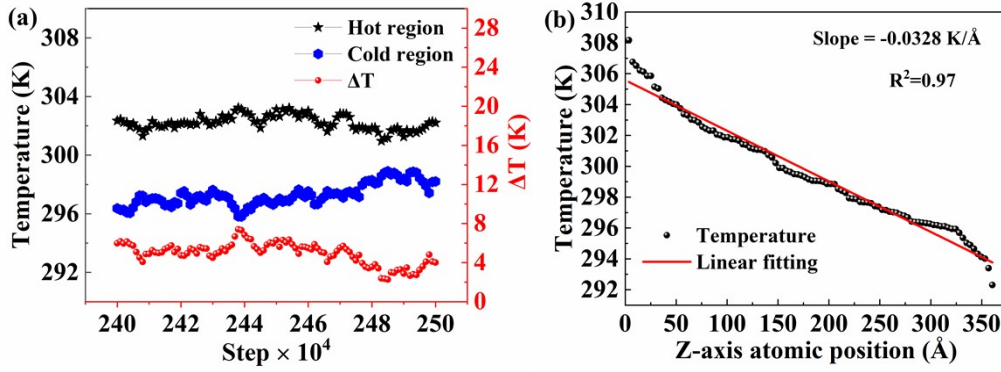 (a)
Hot region
Cold region
ΔT
Temperature (K)
308
304
300
296
292
28
24
20
16
12
8
4
0
ΔT (K)
240 242 244 246 248 250
Step × 10⁴
(b)
Slope = -0.0328 K/Å
R²=0.97
Temperature (K)
310
308
306
304
302
300
298
296
294
292
Temperature
Linear fitting
0 50 100 150 200 250 300 350
Z-axis atomic position (Å)